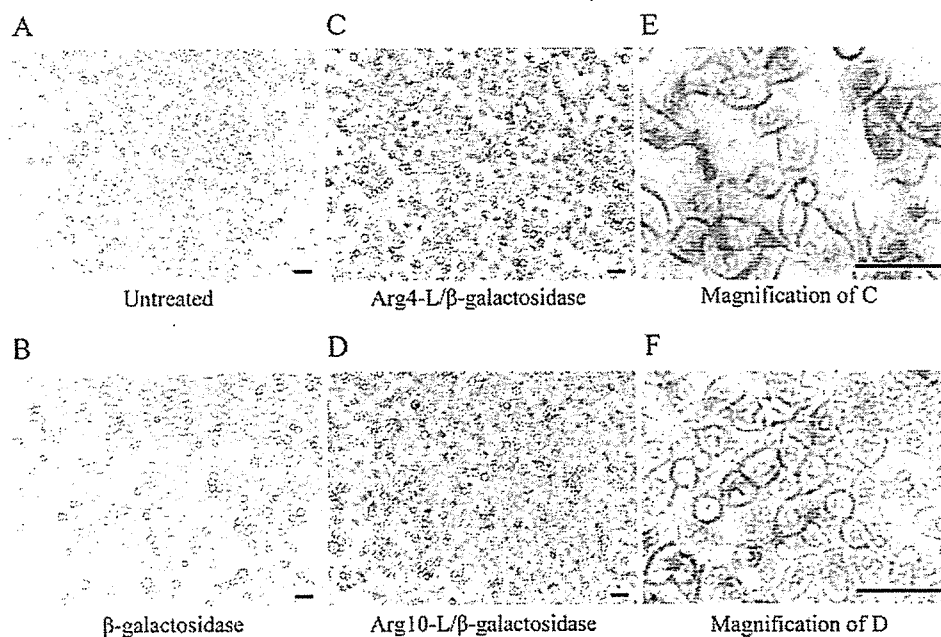 A
C
E
Untreated
Arg4-L/β-galactosidase
Magnification of C
B
D
F
β-galactosidase
Arg10-L/β-galactosidase
Magnification of D